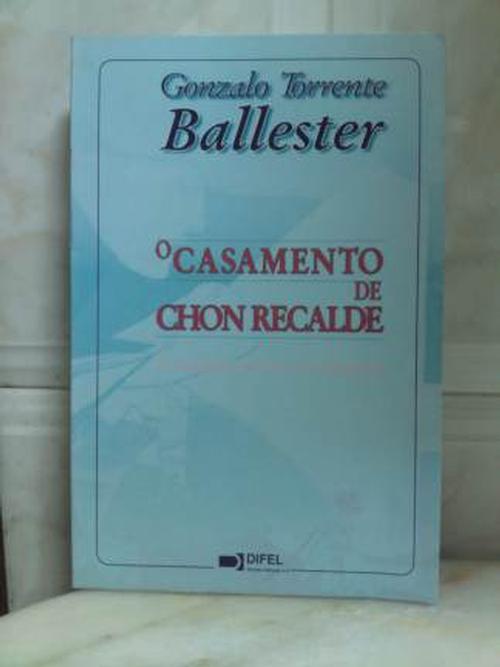 Gonzalo Torrente
Ballester
O CASAMENTO
DE
CHON RECALDE
DIFEL